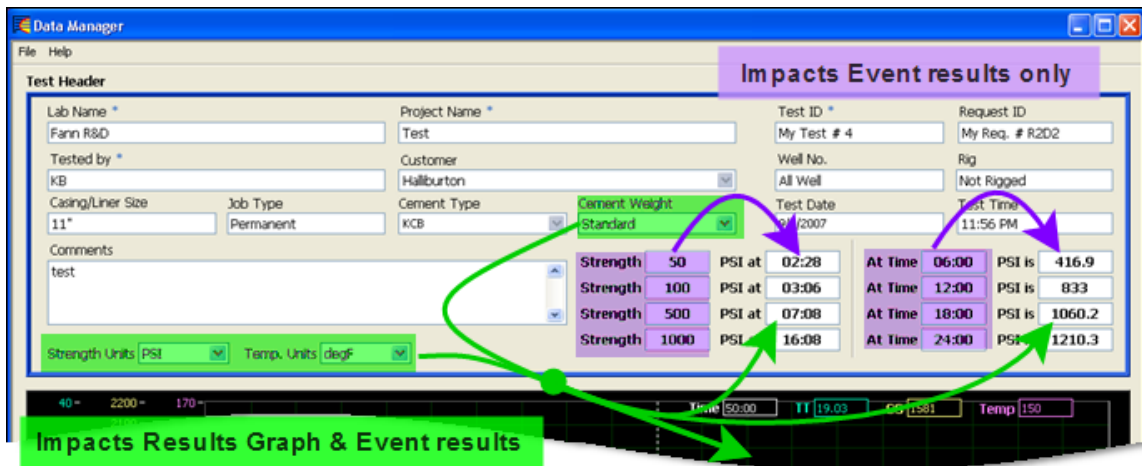 Data Manager
File Help
Impacts Event results only
Test Header
Lab Name * Project Name * Test ID * Request ID
Fann R&D Test My Test # 4 My Req. # R2D2
Tested by * Customer Well No. Rig
KB Halliburton All Well Not Rigged
Casing/Liner Size Job Type Cement Type Cement Weight Test Date Test Time
11" Permanent KCB Standard /2007 11:56 PM
Comments
test
Strength 50 PSI at 02:28 At Time 06:00 PSI is 416.9
Strength 100 PSI at 03:06 At Time 12:00 PSI is 833
Strength 500 PSI at 07:08 At Time 18:00 PSI is 1060.2
Strength 1000 PSI 16:08 At Time 24:00 PSI 1210.3
Strength Units PSI Temp. Units degF
40 2200 170 Time 50:00 TT 19.03 CS 1581 Temp 150
Impacts Results Graph & Event results